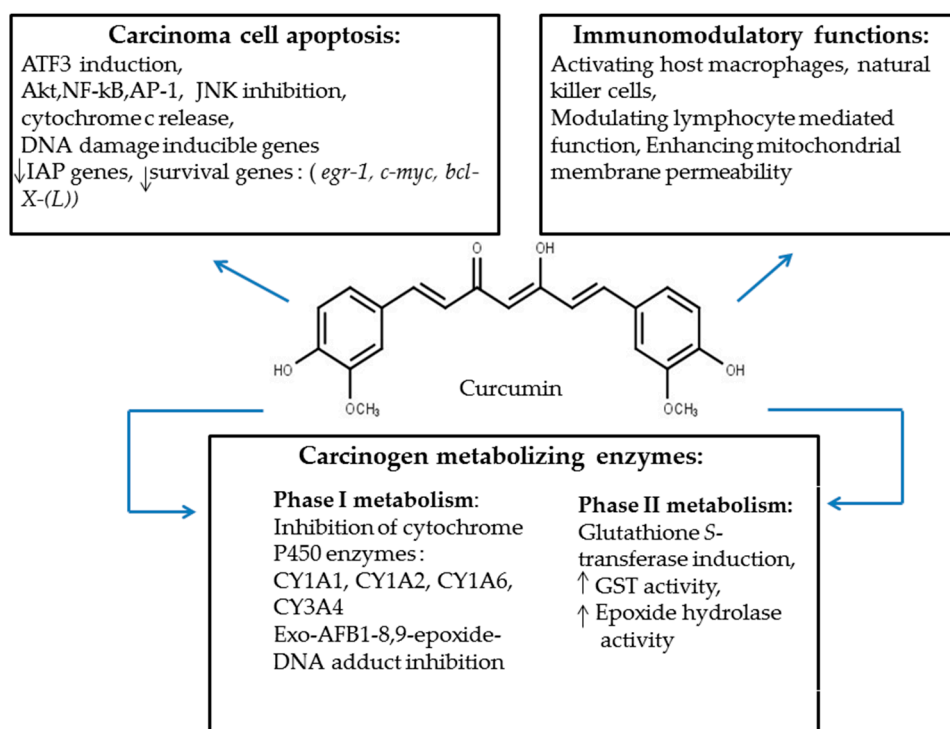 Carcinoma cell apoptosis:
ATF3 induction,
Akt,NF-kB,AP-1, JNK inhibition,
cytochrome c release,
DNA damage inducible genes
↓IAP genes, ↓survival genes : ( egr-1, c-myc, bcl-
X-(L))
Immunomodulatory functions:
Activating host macrophages, natural
killer cells,
Modulating lymphocyte mediated
function, Enhancing mitochondrial
membrane permeability
O
OH
HO
OCH₃
Curcumin
OCH₃
OH
Carcinogen metabolizing enzymes:
Phase I metabolism:
Inhibition of cytochrome
P450 enzymes :
CY1A1, CY1A2, CY1A6,
CY3A4
Exo-AFB1-8,9-epoxide-
DNA adduct inhibition
Phase II metabolism:
Glutathione S-
transferase induction,
↑ GST activity,
↑ Epoxide hydrolase
activity